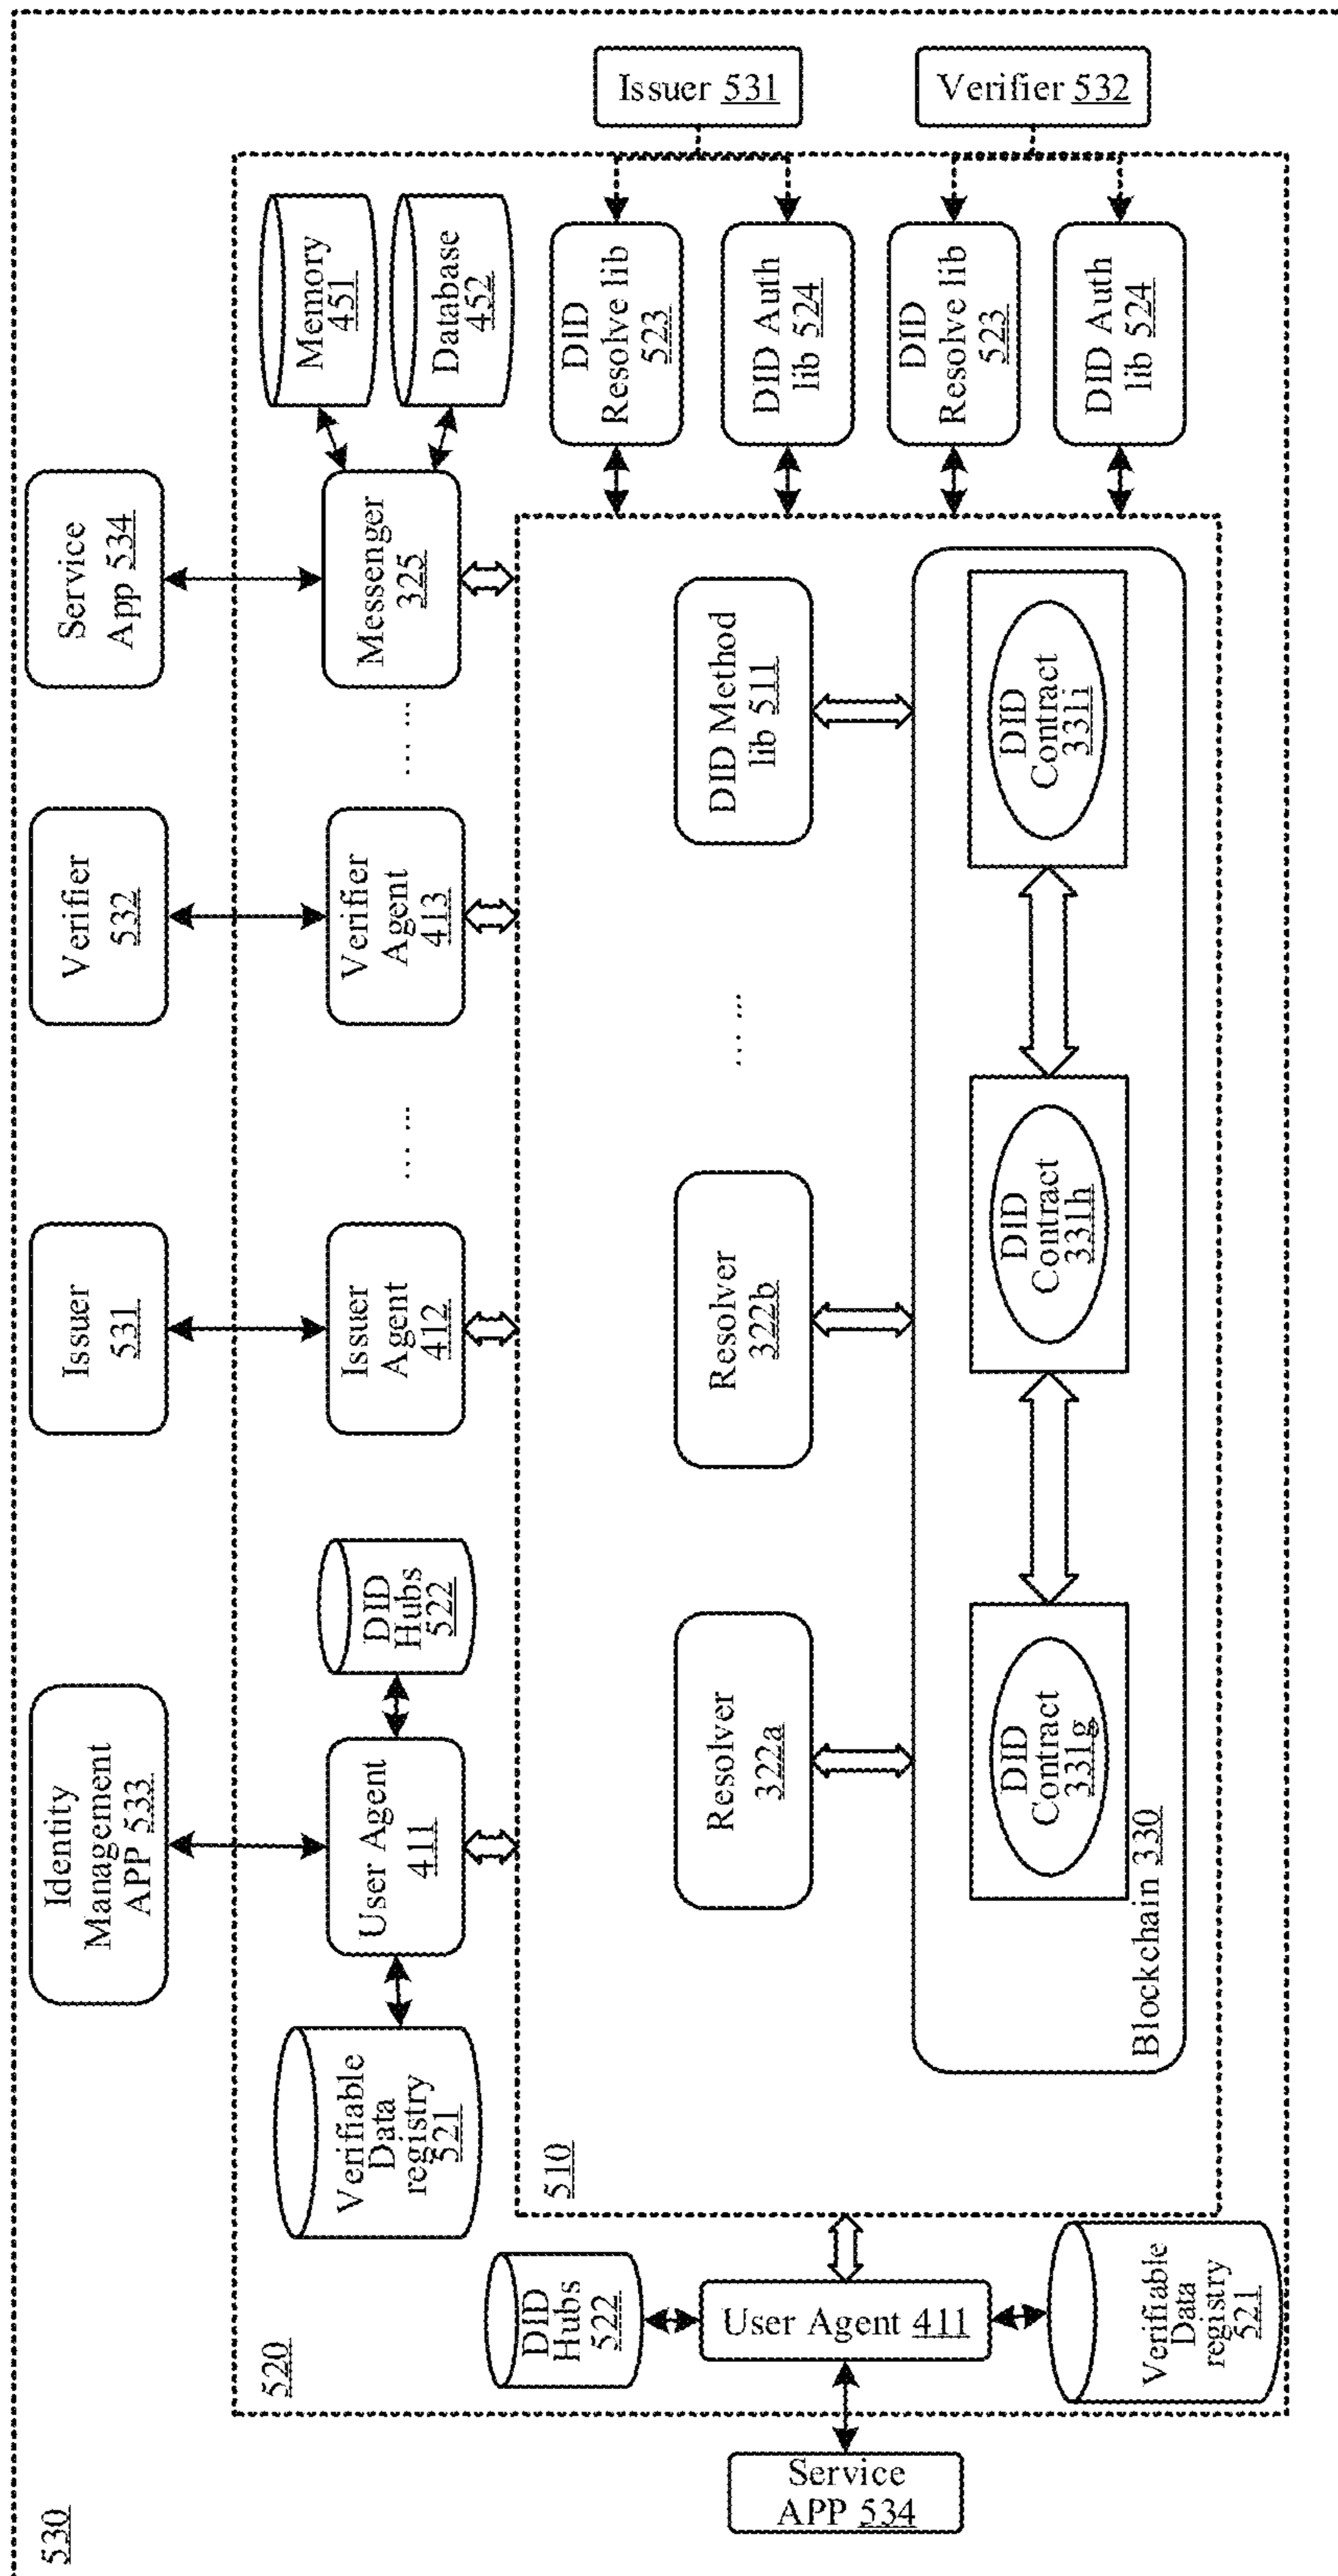 530
Identity
Management
APP 533
Issuer
531
Verifier
532
Service
App 534
520
Verifiable
Data
registry
521
User Agent
411
DID
Hubs
522
Issuer
Agent
412
... ...
Verifier
Agent
413
... ...
Messenger
325
Memory
451
Database
452
510
Resolver
322a
Resolver
322b
... ...
DID Method
lib 511
DID
Contract
331g
DID
Contract
331h
DID
Contract
331i
Blockchain 330
DID
Hubs
522
User Agent 411
Verifiable
Data
registry
521
Service
APP 534
DID
Resolve lib
523
DID Auth
lib 524
DID
Resolve lib
523
DID Auth
lib 524
Issuer 531
Verifier 532